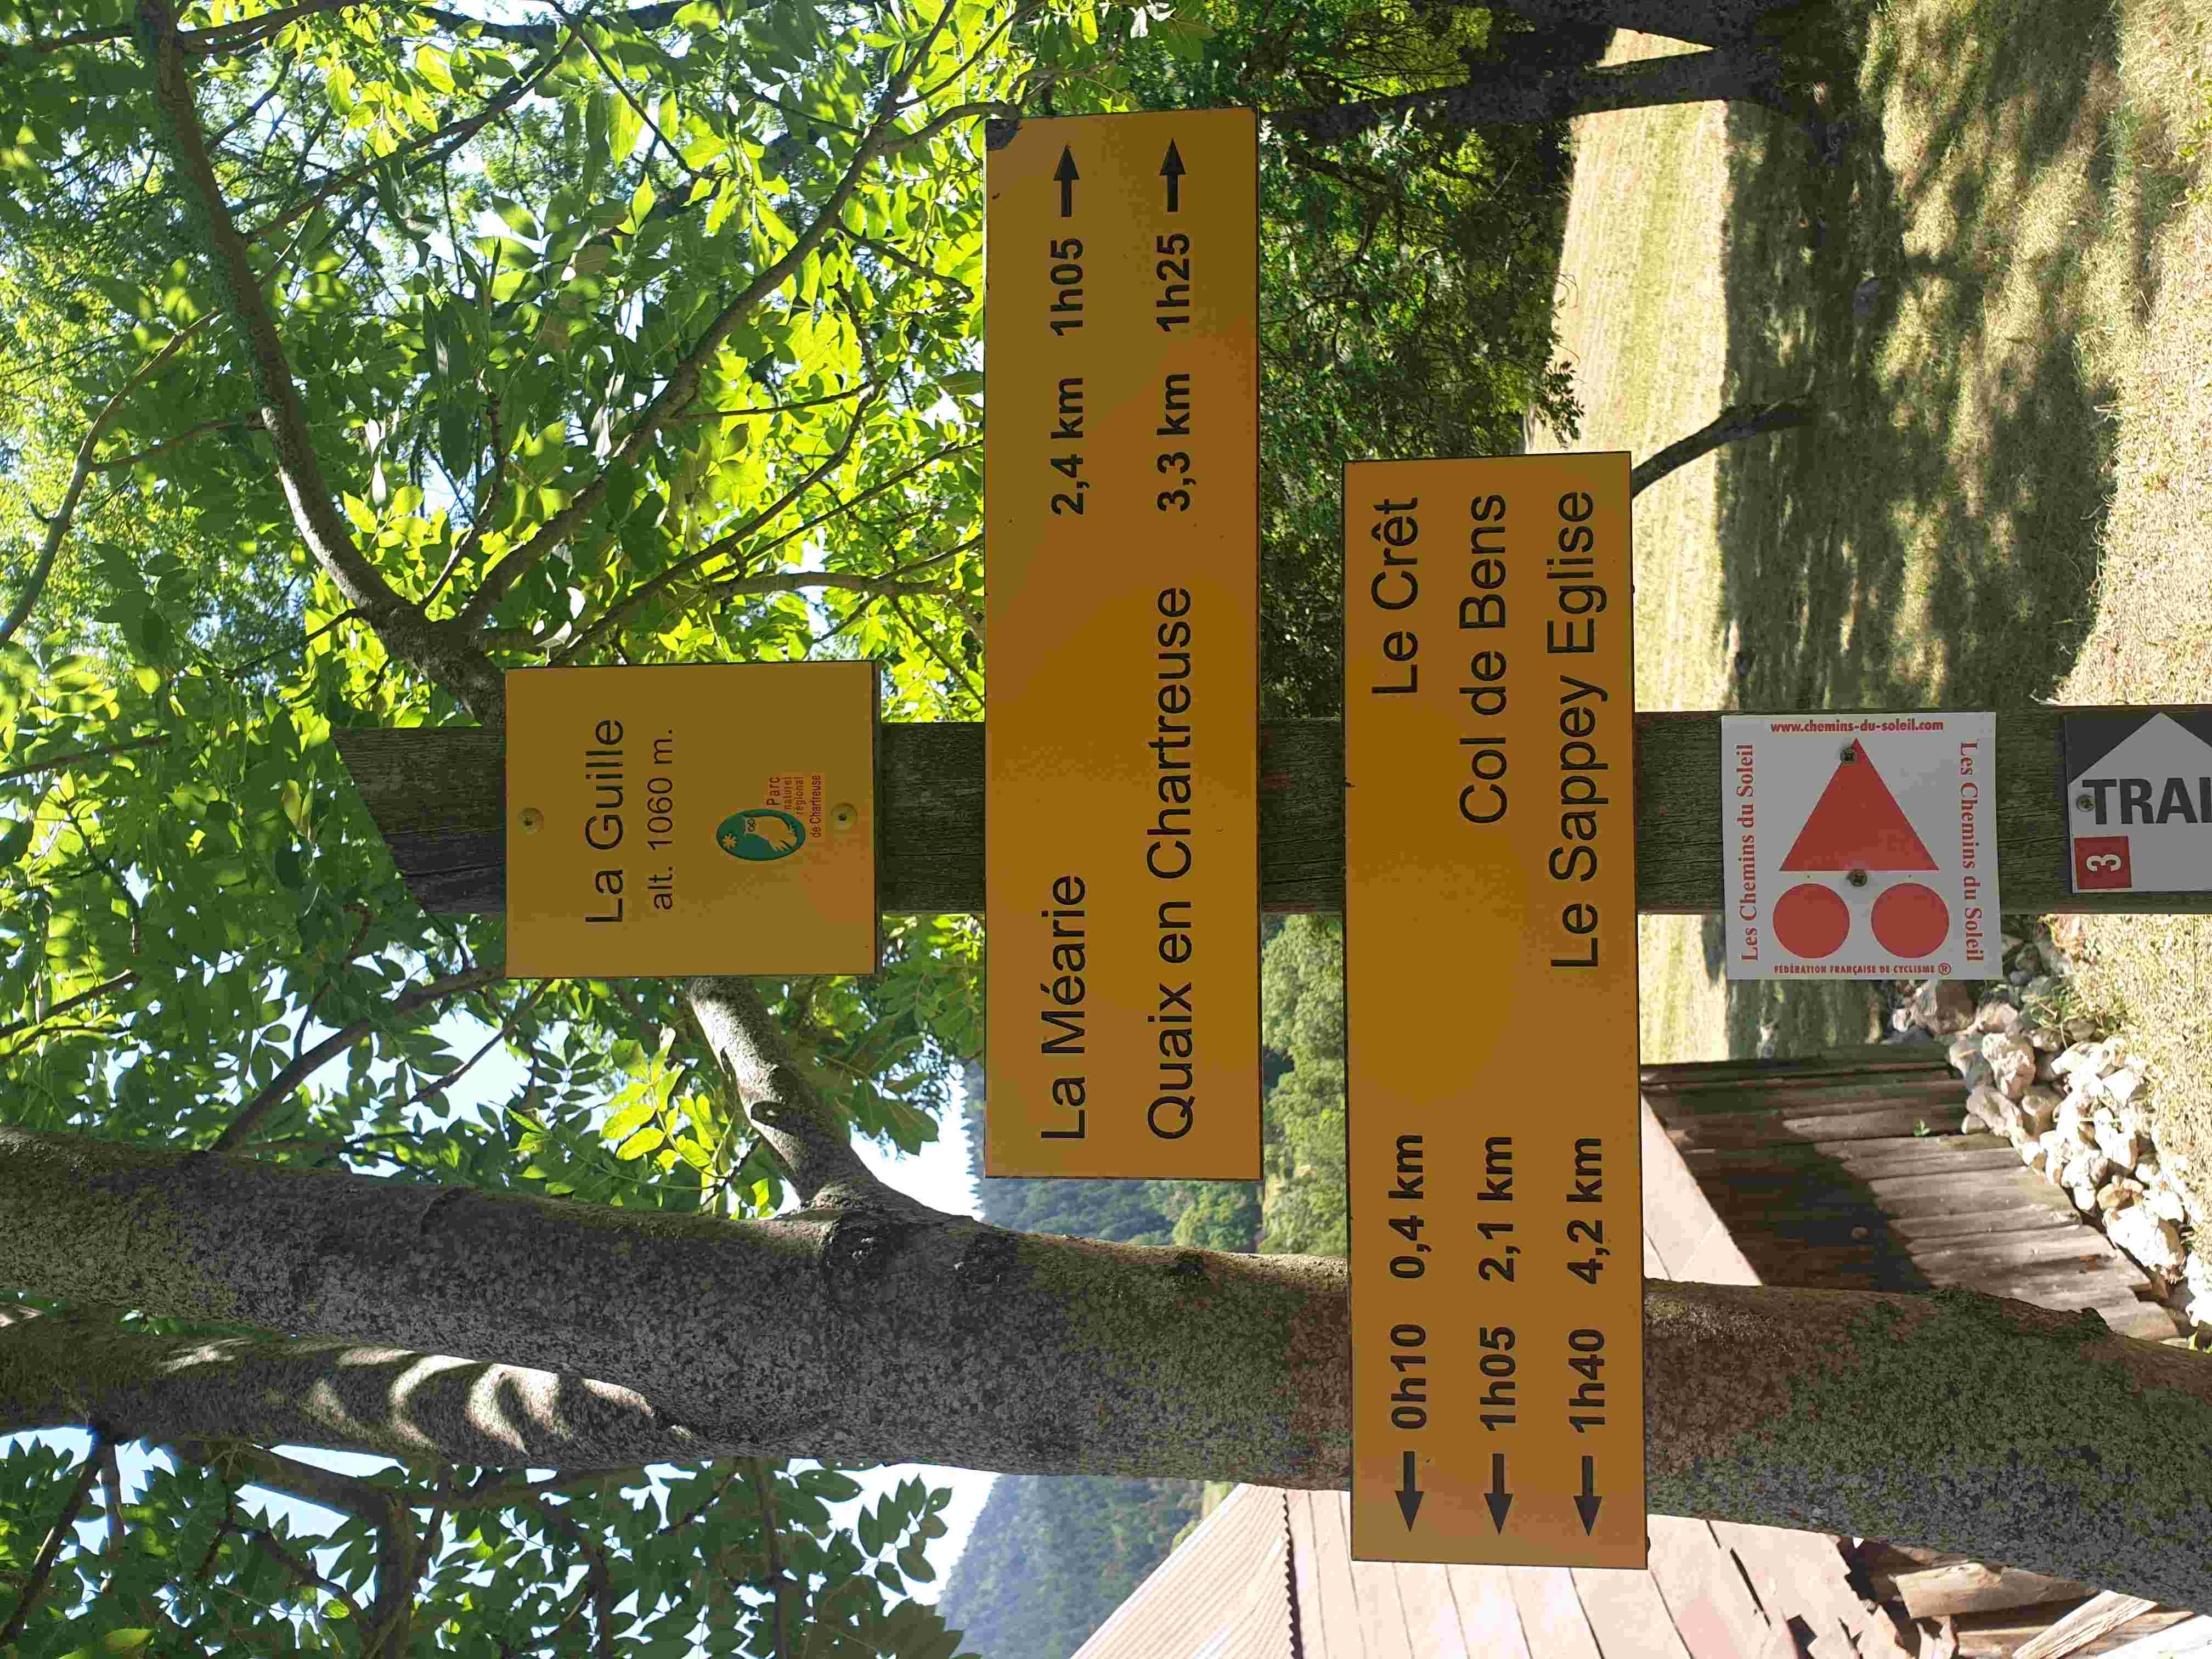 La Guille
alt. 1060 m.
Parc
naturel
régional
de Chartreuse
La Méarie 2,4 km 1h05 →
Quaix en Chartreuse 3,3 km 1h25 →
← 0h10 0,4 km Le Crêt
← 1h05 2,1 km Col de Bens
← 1h40 4,2 km Le Sappey Eglise
Les Chemins du Soleil
FÉDÉRATION FRANÇAISE DE CYCLISME ®
www.chemins-du-soleil.com
Les Chemins du Soleil
3
TRAI